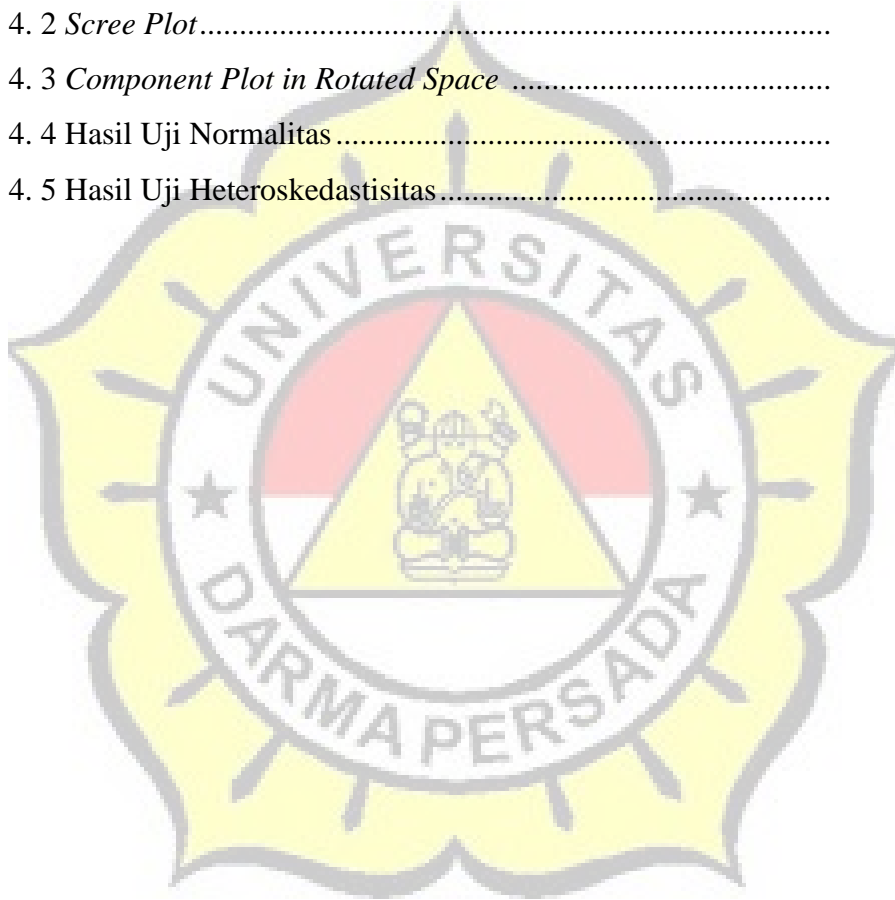 4. 2 Scree Plot................................................................................
4. 3 Component Plot in Rotated Space ........................................
4. 4 Hasil Uji Normalitas..............................................................
4. 5 Hasil Uji Heteroskedastisitas.................................................
UNIVERSITAS
DARMA PERSADA